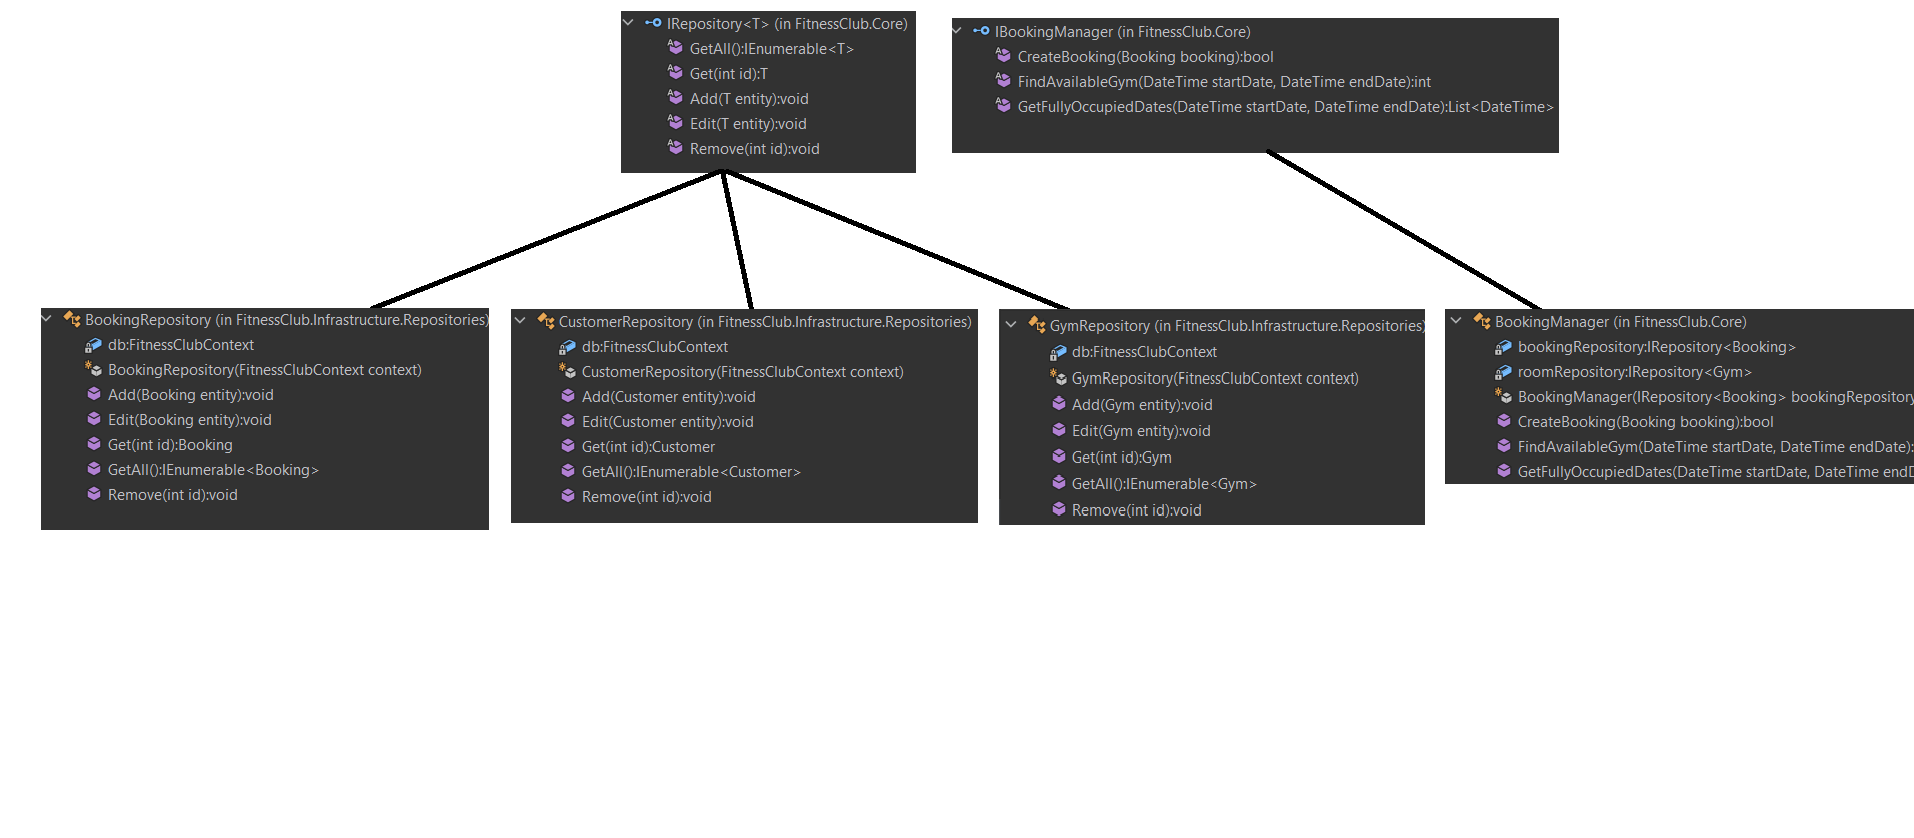 IRepository<T> (in FitnessClub.Core)
GetAll():IEnumerable<T>
Get(int id):T
Add(T entity):void
Edit(T entity):void
Remove(int id):void
IBookingManager (in FitnessClub.Core)
CreateBooking(Booking booking):bool
FindAvailableGym(DateTime startDate, DateTime endDate):int
GetFullyOccupiedDates(DateTime startDate, DateTime endDate):List<DateTime>
BookingRepository (in FitnessClub.Infrastructure.Repositories)
db:FitnessClubContext
BookingRepository(FitnessClubContext context)
Add(Booking entity):void
Edit(Booking entity):void
Get(int id):Booking
GetAll():IEnumerable<Booking>
Remove(int id):void
CustomerRepository (in FitnessClub.Infrastructure.Repositories)
db:FitnessClubContext
CustomerRepository(FitnessClubContext context)
Add(Customer entity):void
Edit(Customer entity):void
Get(int id):Customer
GetAll():IEnumerable<Customer>
Remove(int id):void
GymRepository (in FitnessClub.Infrastructure.Repositories)
db:FitnessClubContext
GymRepository(FitnessClubContext context)
Add(Gym entity):void
Edit(Gym entity):void
Get(int id):Gym
GetAll():IEnumerable<Gym>
Remove(int id):void
BookingManager (in FitnessClub.Core)
bookingRepository:IRepository<Booking>
roomRepository:IRepository<Gym>
BookingManager(IRepository<Booking> bookingRepository
CreateBooking(Booking booking):bool
FindAvailableGym(DateTime startDate, DateTime endDate):
GetFullyOccupiedDates(DateTime startDate, DateTime endD